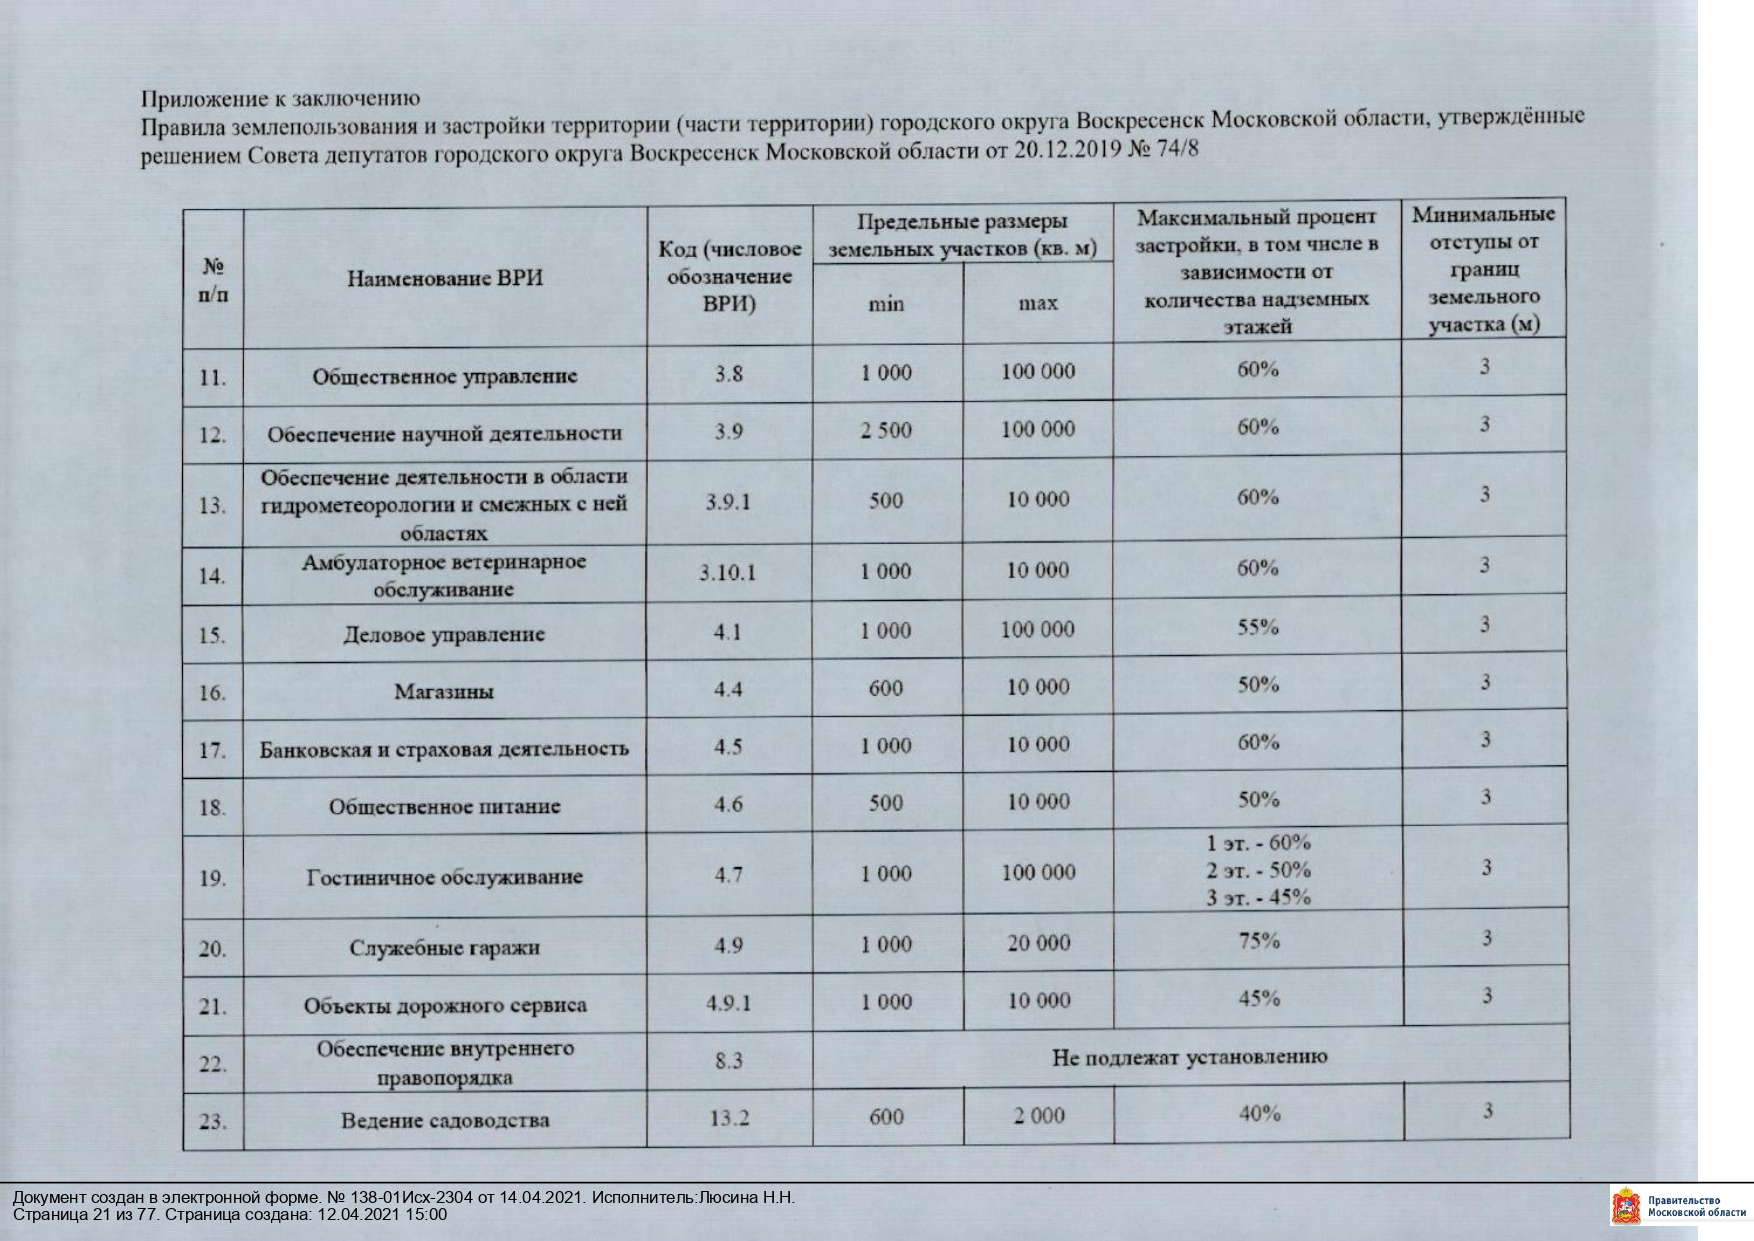 Приложение к заключению
Правила землепользования и застройки территории (части территории) городского округа Воскресенск Московской области, утверждённые
решением Совета депутатов городского округа Воскресенск Московской области от 20.12.2019 № 74/8
№ п/п
Наименование ВРИ
Код (числовое обозначение ВРИ)
Предельные размеры земельных участков (кв. м)
min
max
Максимальный процент застройки, в том числе в зависимости от количества надземных этажей
Минимальные отступы от границ земельного участка (м)
11. Общественное управление 3.8 1 000 100 000 60% 3
12. Обеспечение научной деятельности 3.9 2 500 100 000 60% 3
13. Обеспечение деятельности в области гидрометеорологии и смежных с ней областях 3.9.1 500 10 000 60% 3
14. Амбулаторное ветеринарное обслуживание 3.10.1 1 000 10 000 60% 3
15. Деловое управление 4.1 1 000 100 000 55% 3
16. Магазины 4.4 600 10 000 50% 3
17. Банковская и страховая деятельность 4.5 1 000 10 000 60% 3
18. Общественное питание 4.6 500 10 000 50% 3
19. Гостиничное обслуживание 4.7 1 000 100 000 1 эт. - 60% 2 эт. - 50% 3 эт. - 45% 3
20. Служебные гаражи 4.9 1 000 20 000 75% 3
21. Объекты дорожного сервиса 4.9.1 1 000 10 000 45% 3
22. Обеспечение внутреннего правопорядка 8.3 Не подлежат установлению
23. Ведение садоводства 13.2 600 2 000 40% 3
Документ создан в электронной форме. № 138-01Исх-2304 от 14.04.2021. Исполнитель:Люсина Н.Н.
Страница 21 из 77. Страница создана: 12.04.2021 15:00
Правительство
Московской области